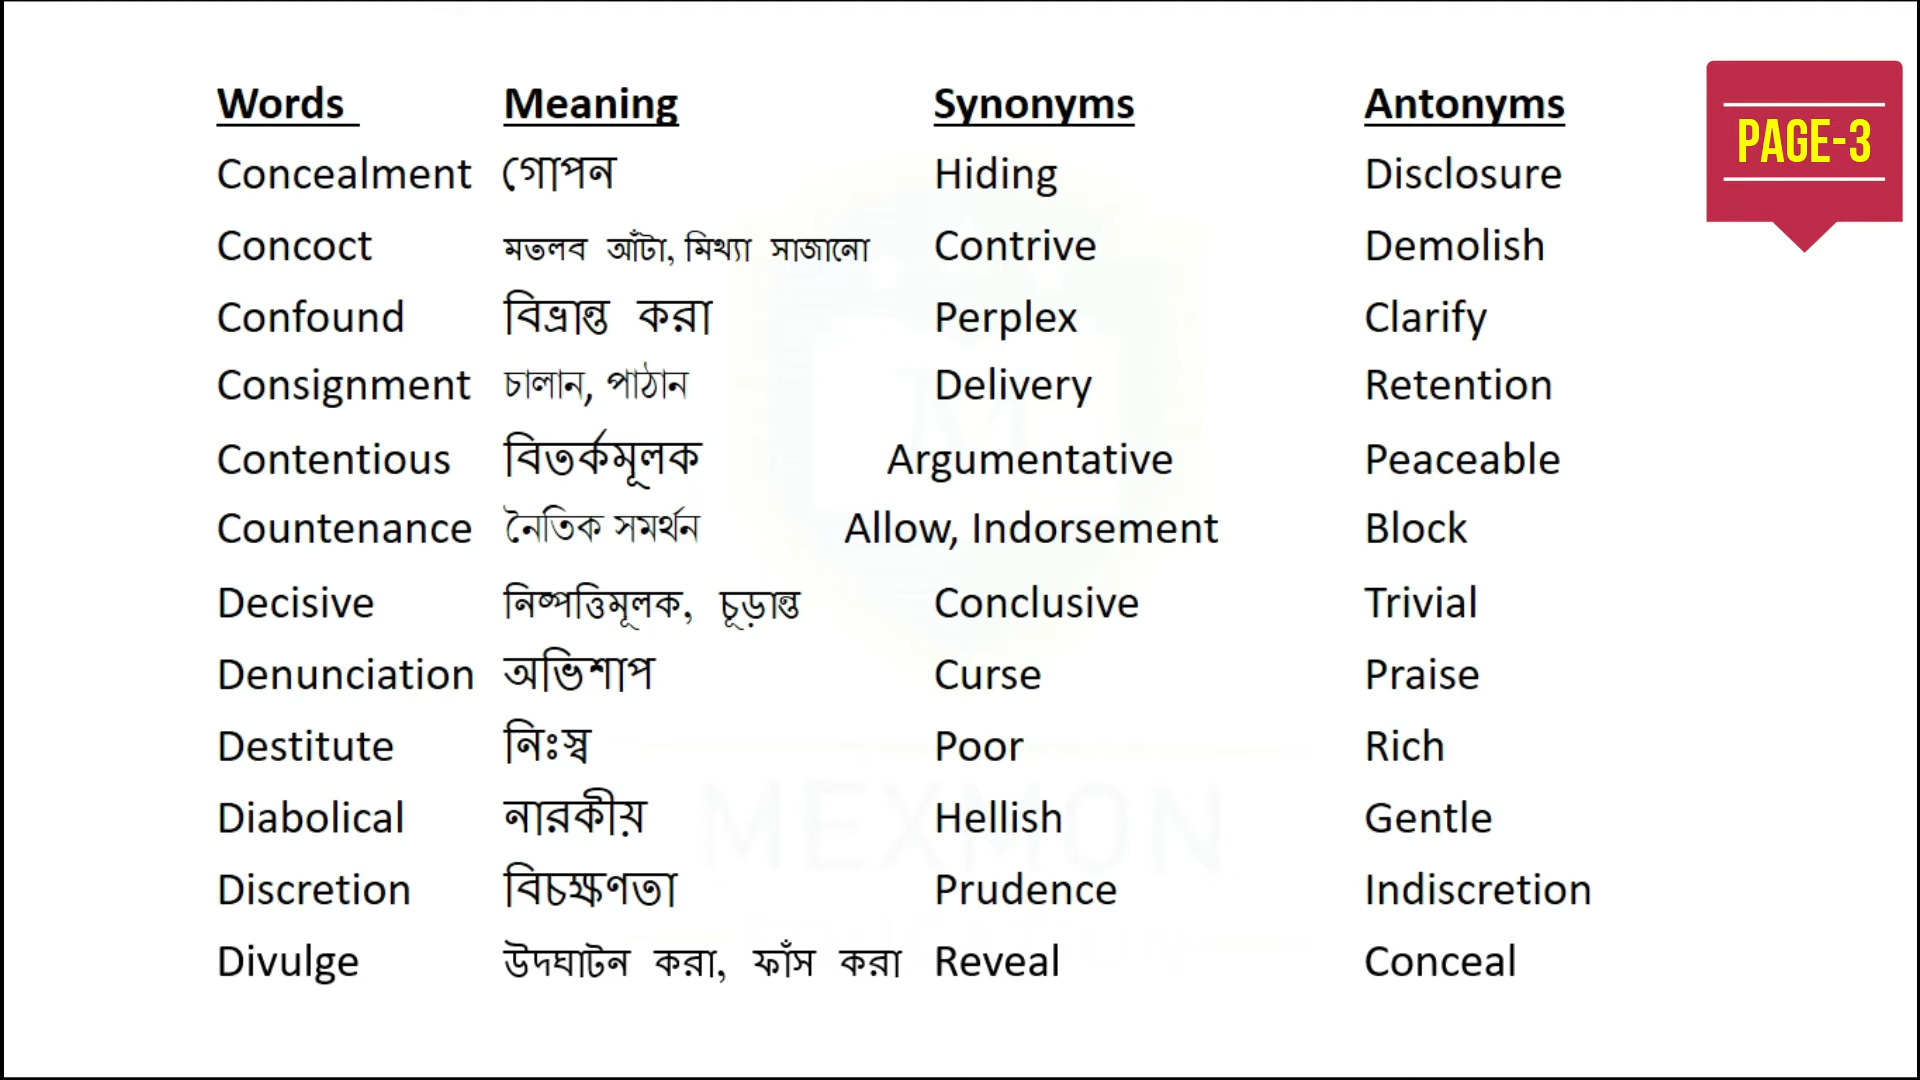 Words Meaning Synonyms Antonyms
PAGE-3
Concealment গোপন Hiding Disclosure
Concoct মতলব আঁটা, মিথ্যা সাজানো Contrive Demolish
Confound বিভ্রান্ত করা Perplex Clarify
Consignment চালান, পাঠান Delivery Retention
Contentious বিতর্কমূলক Argumentative Peaceable
Countenance নৈতিক সমর্থন Allow, Indorsement Block
Decisive নিষ্পত্তিমূলক, চূড়ান্ত Conclusive Trivial
Denunciation অভিশাপ Curse Praise
Destitute নিঃস্ব Poor Rich
Diabolical নারকীয় Hellish Gentle
Discretion বিচক্ষণতা Prudence Indiscretion
Divulge উদঘাটন করা, ফাঁস করা Reveal Conceal
MEXMON
EDUCATION